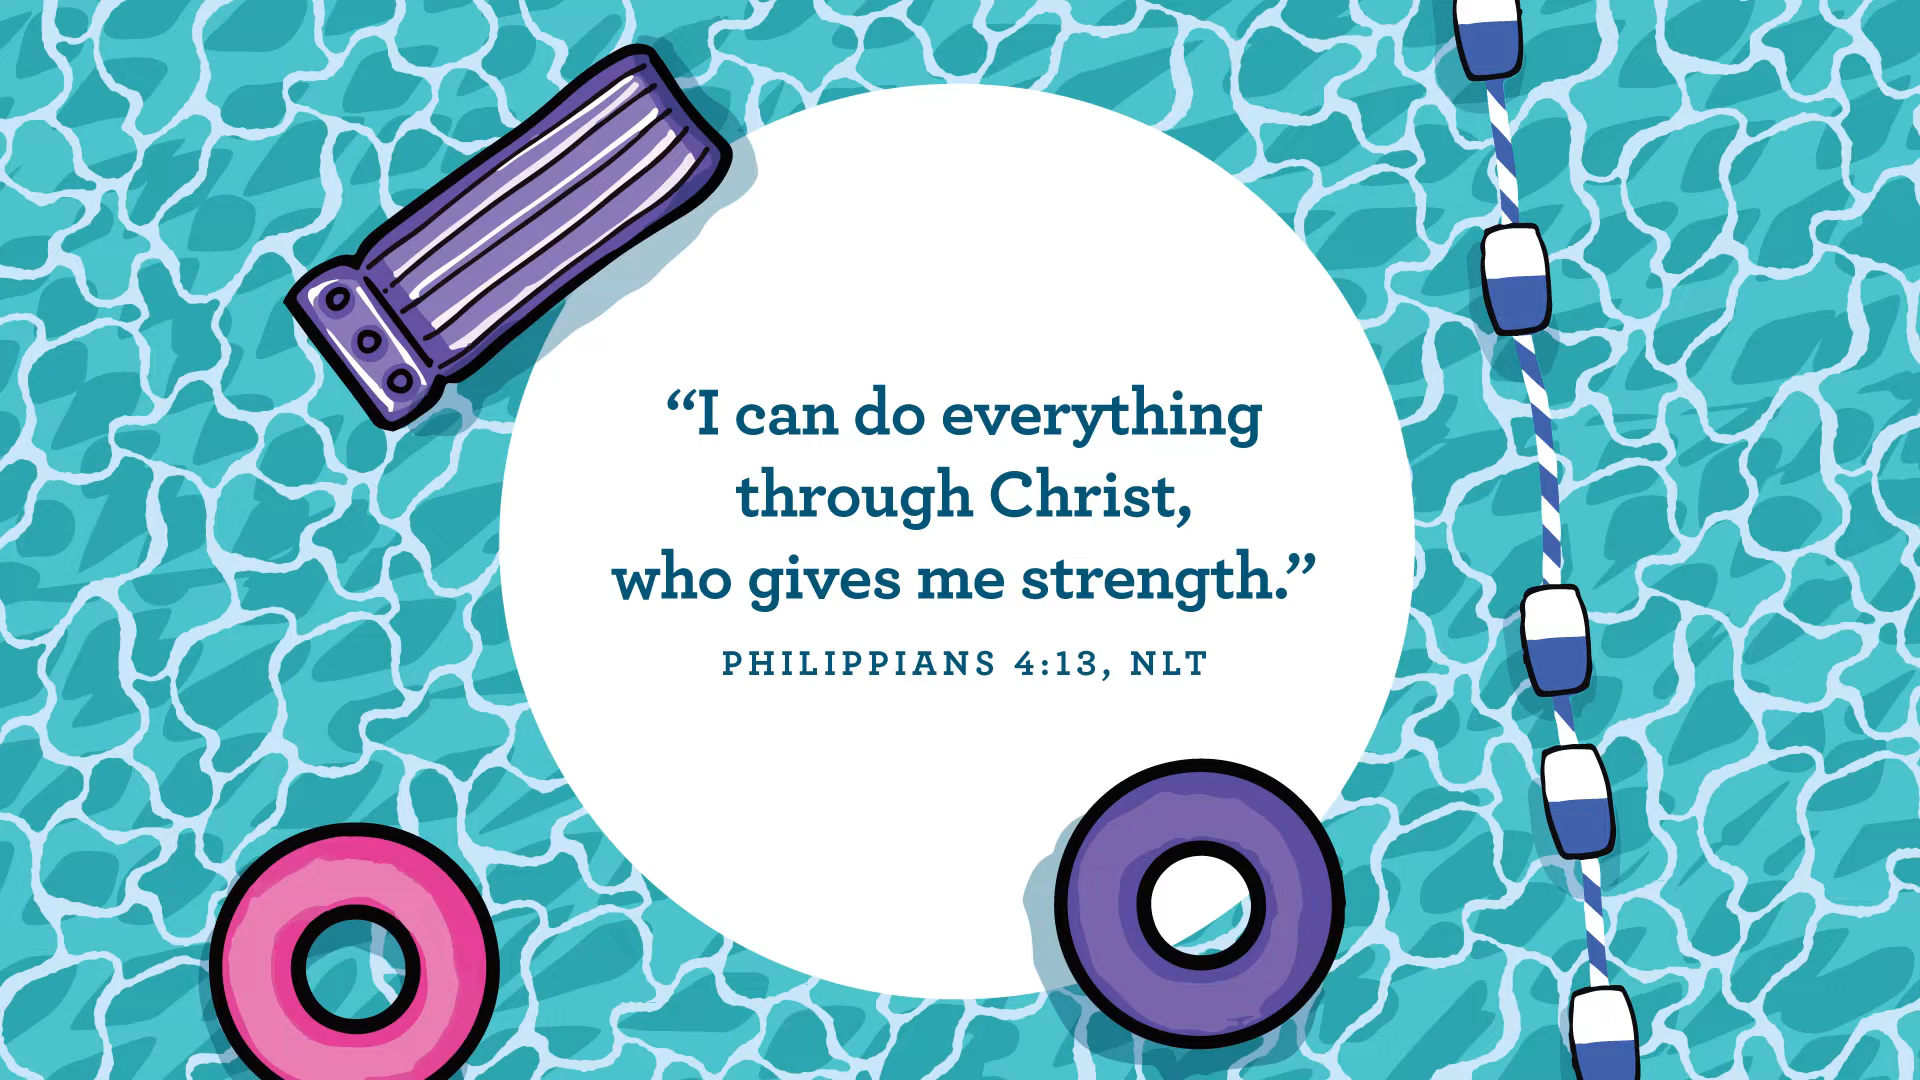 “I can do everything
through Christ,
who gives me strength.”
PHILIPPIANS 4:13, NLT